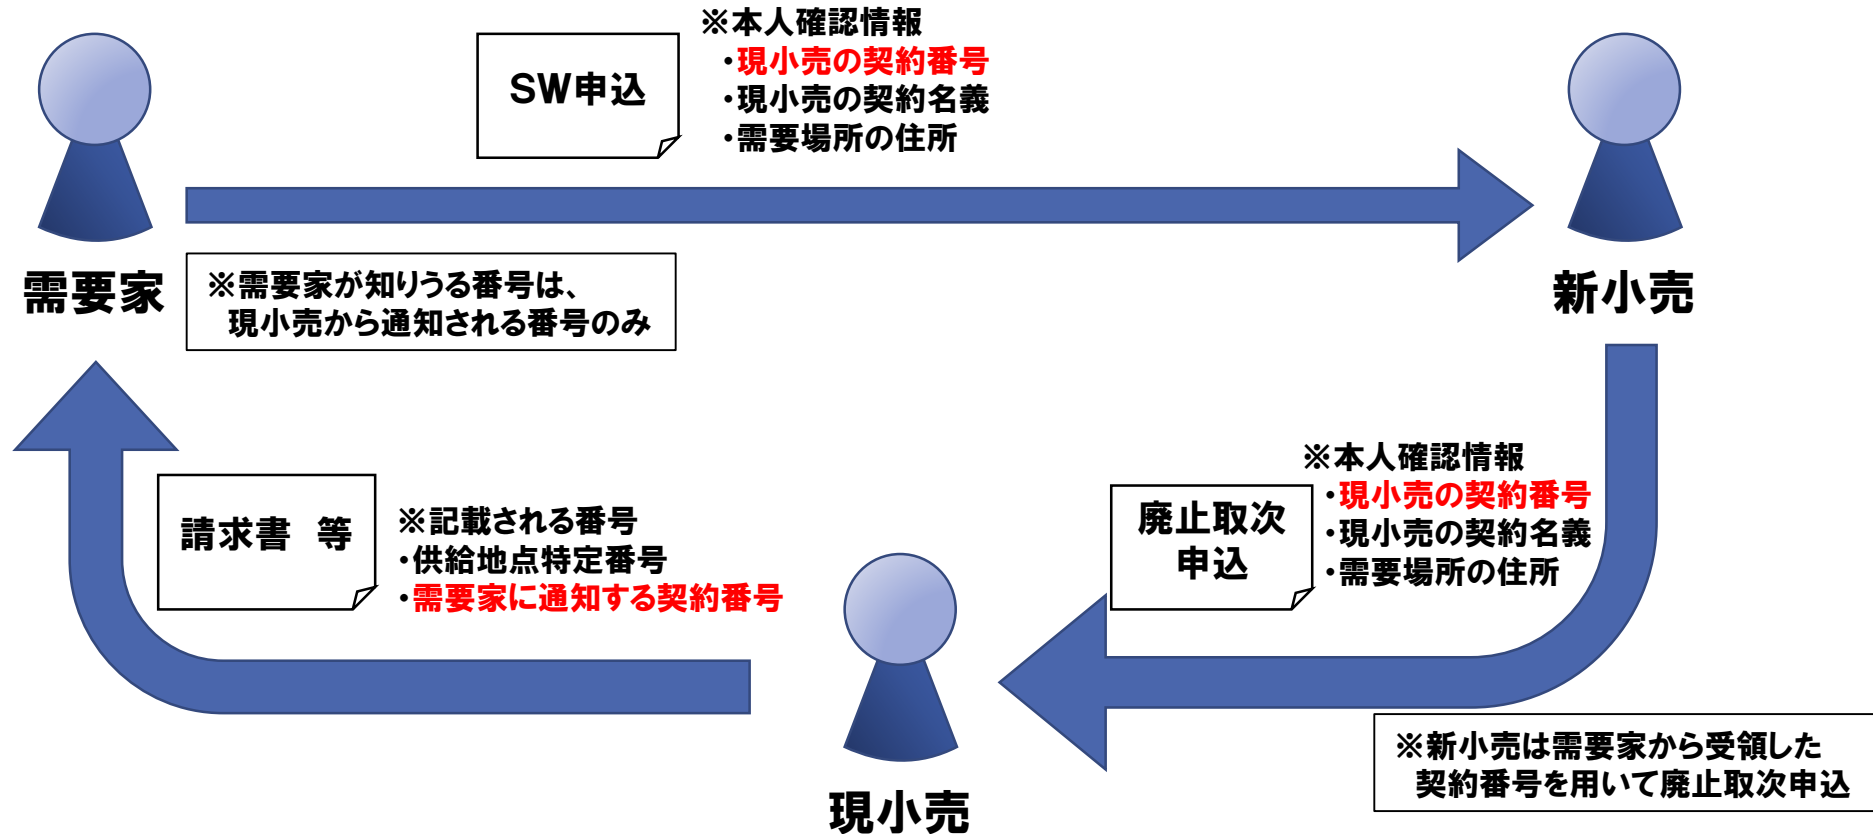 SW申込
※本人確認情報
・現小売の契約番号
・現小売の契約名義
・需要場所の住所
需要家
※需要家が知りうる番号は、
現小売から通知される番号のみ
新小売
請求書　等
※記載される番号
・供給地点特定番号
・需要家に通知する契約番号
廃止取次
申込
※本人確認情報
・現小売の契約番号
・現小売の契約名義
・需要場所の住所
現小売
※新小売は需要家から受領した
契約番号を用いて廃止取次申込